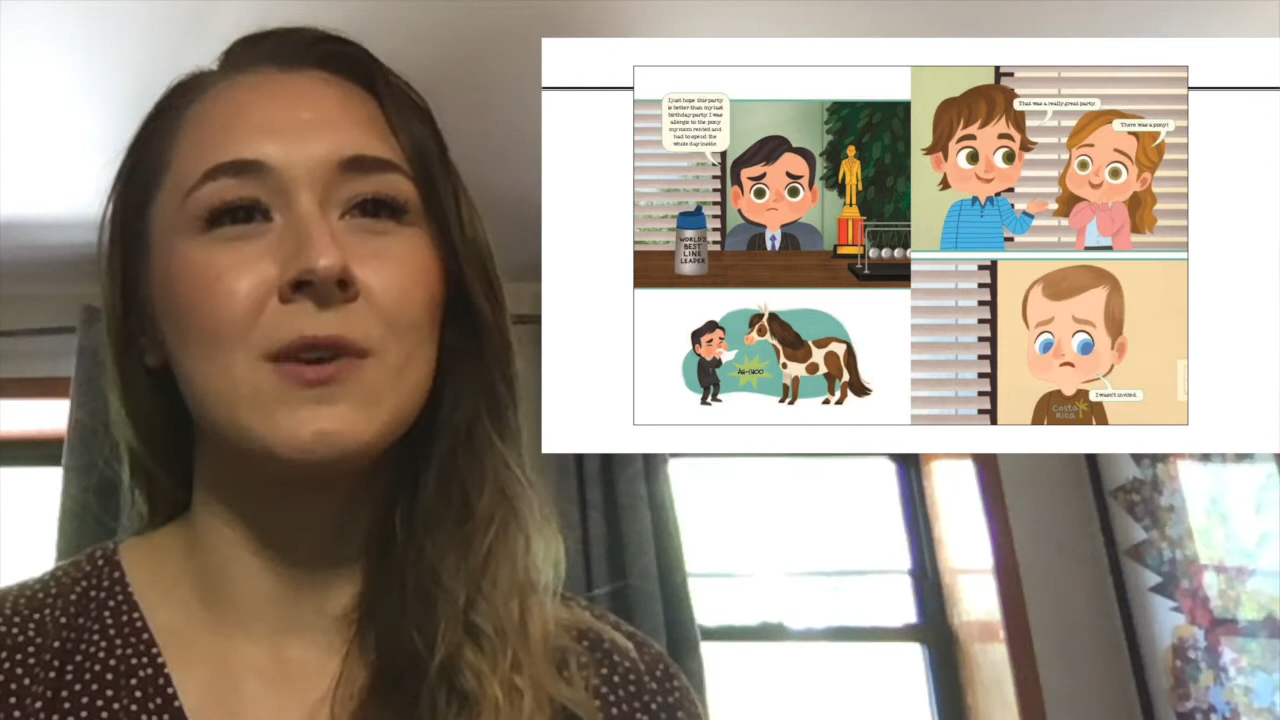 I just hope this party
is better than my last
birthday party. I was
allergic to the pony
my mom rented and
had to spend the
whole day inside.
WORLD'S
BEST
LINE
LEADER
AH-CHOO
That was a really great party.
There was a pony!
I wasn't invited.
Costa
Rica